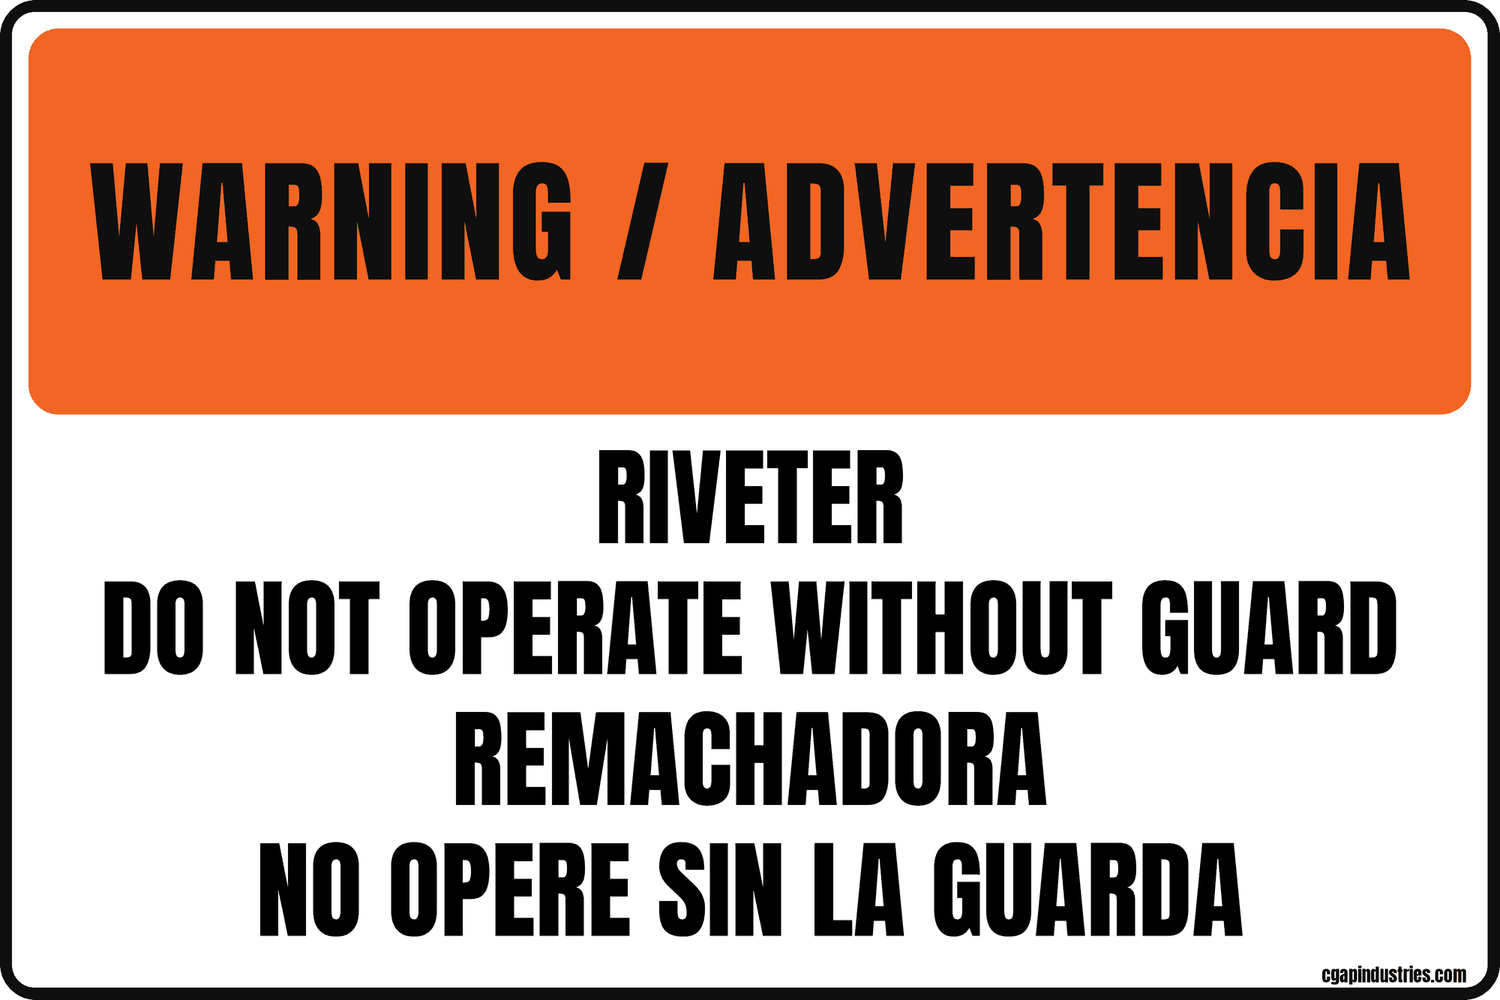 WARNING / ADVERTENCIA
RIVETER
DO NOT OPERATE WITHOUT GUARD
REMACHADORA
NO OPERE SIN LA GUARDA
cgapindustries.com